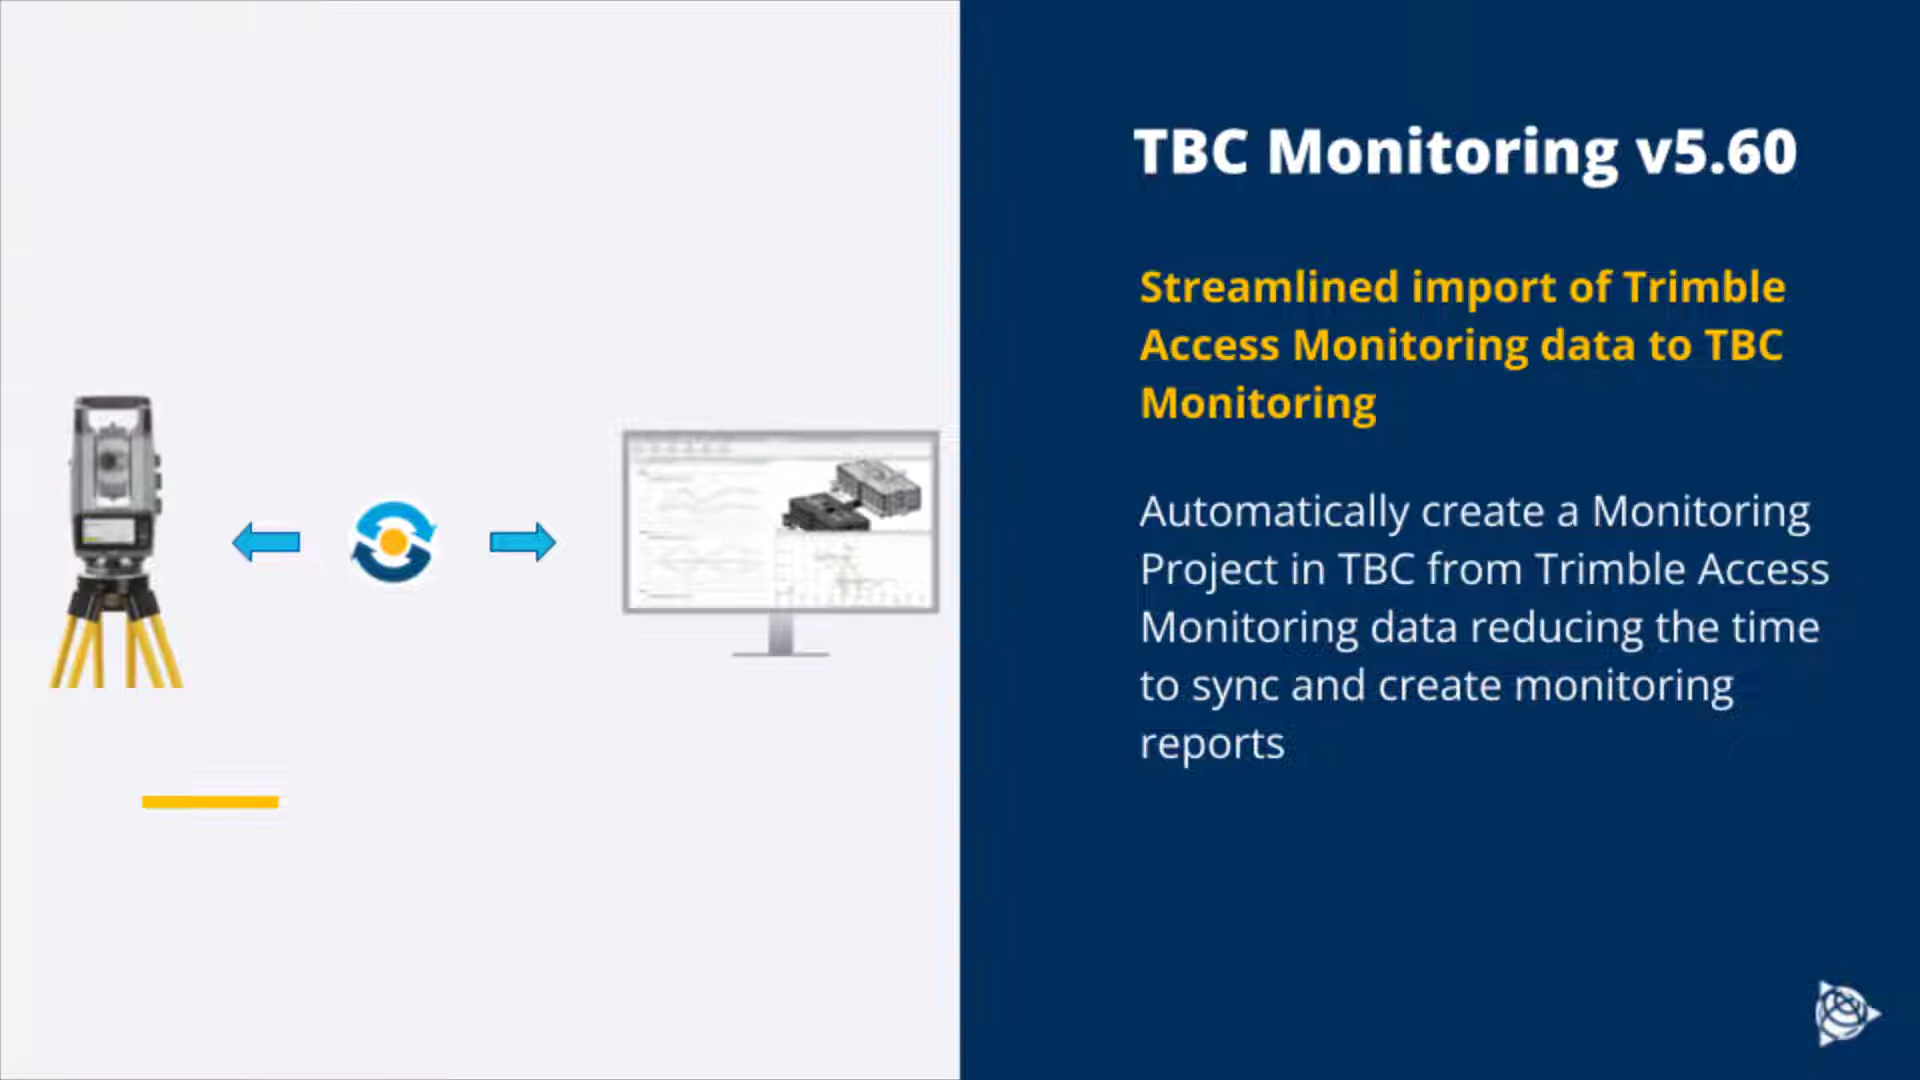 TBC Monitoring v5.60
Streamlined import of Trimble
Access Monitoring data to TBC
Monitoring
Automatically create a Monitoring
Project in TBC from Trimble Access
Monitoring data reducing the time
to sync and create monitoring
reports